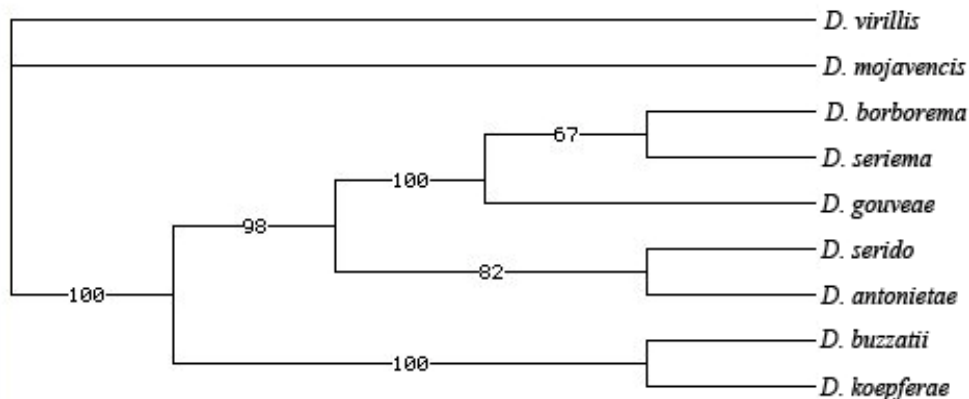 D. virillis
D. mojavencis
D. borborema
67
D. seriema
100
D. gouveae
98
D. serido
82
100
D. antonietae
D. buzzatii
100
D. koepferae